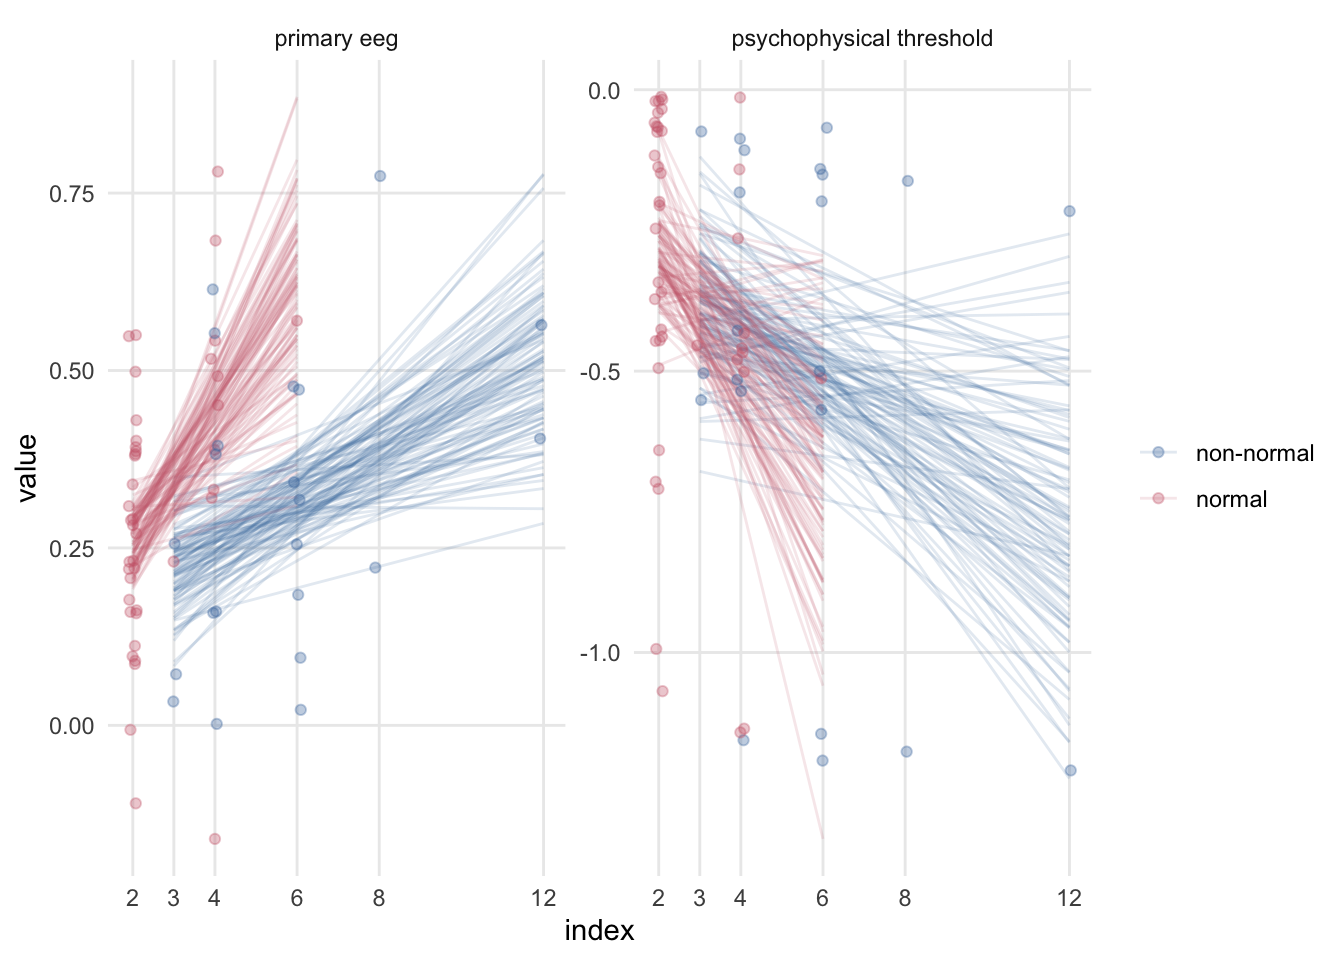 primary eeg
psychophysical threshold
value
0.75
0.50
0.25
0.00
0.0
-0.5
-1.0
2 3 4 6 8 12
2 3 4 6 8 12
index
non-normal
normal